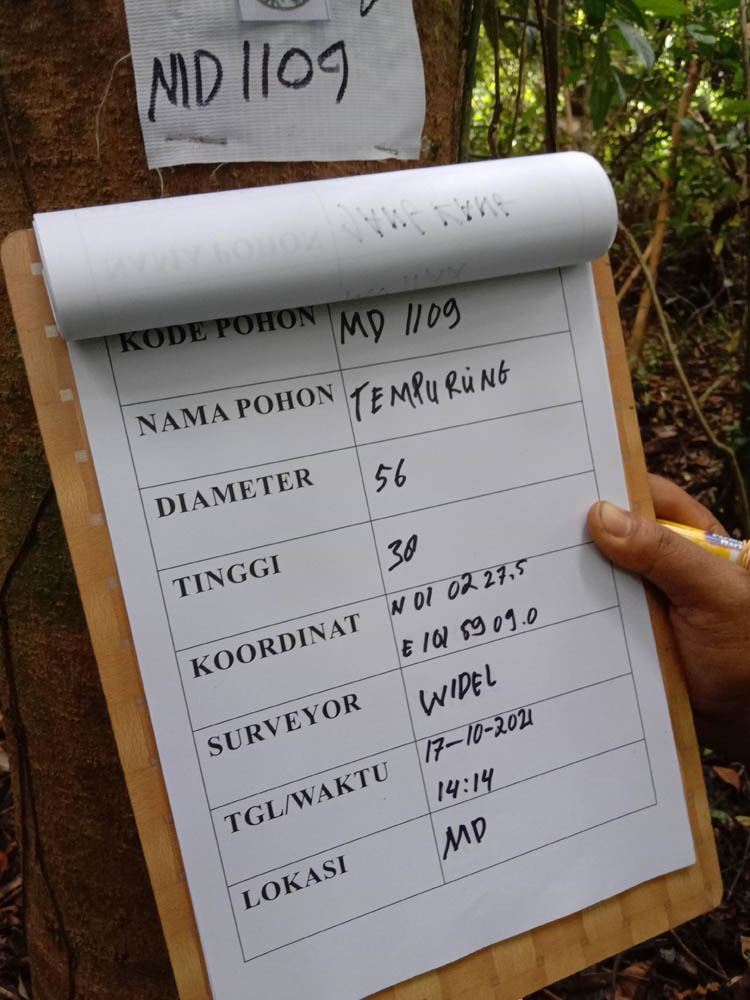 MD 1109
KODE POHON MD 1109
NAMA POHON TEMPURUNG
DIAMETER 56
TINGGI 30
KOORDINAT N 01 02 27,5
E 101 59 09.0
SURVEYOR WIDEL
TGL/WAKTU 17-10-2021
14:14
LOKASI MD